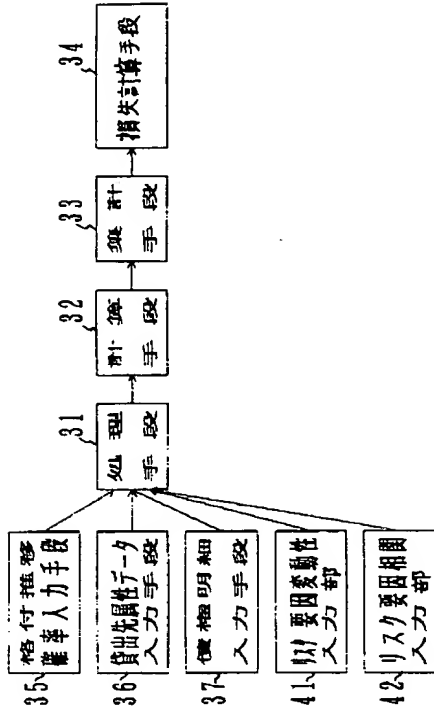 35
格付推移
確率入力手段
36
貸出先属性データ
入力手段
37
債権明細
入力手段
41
リスク要因変動性
入力部
42
リスク要因相関
入力部
31
処理
手段
32
計算
手段
33
集計
手段
34
損失計算手段